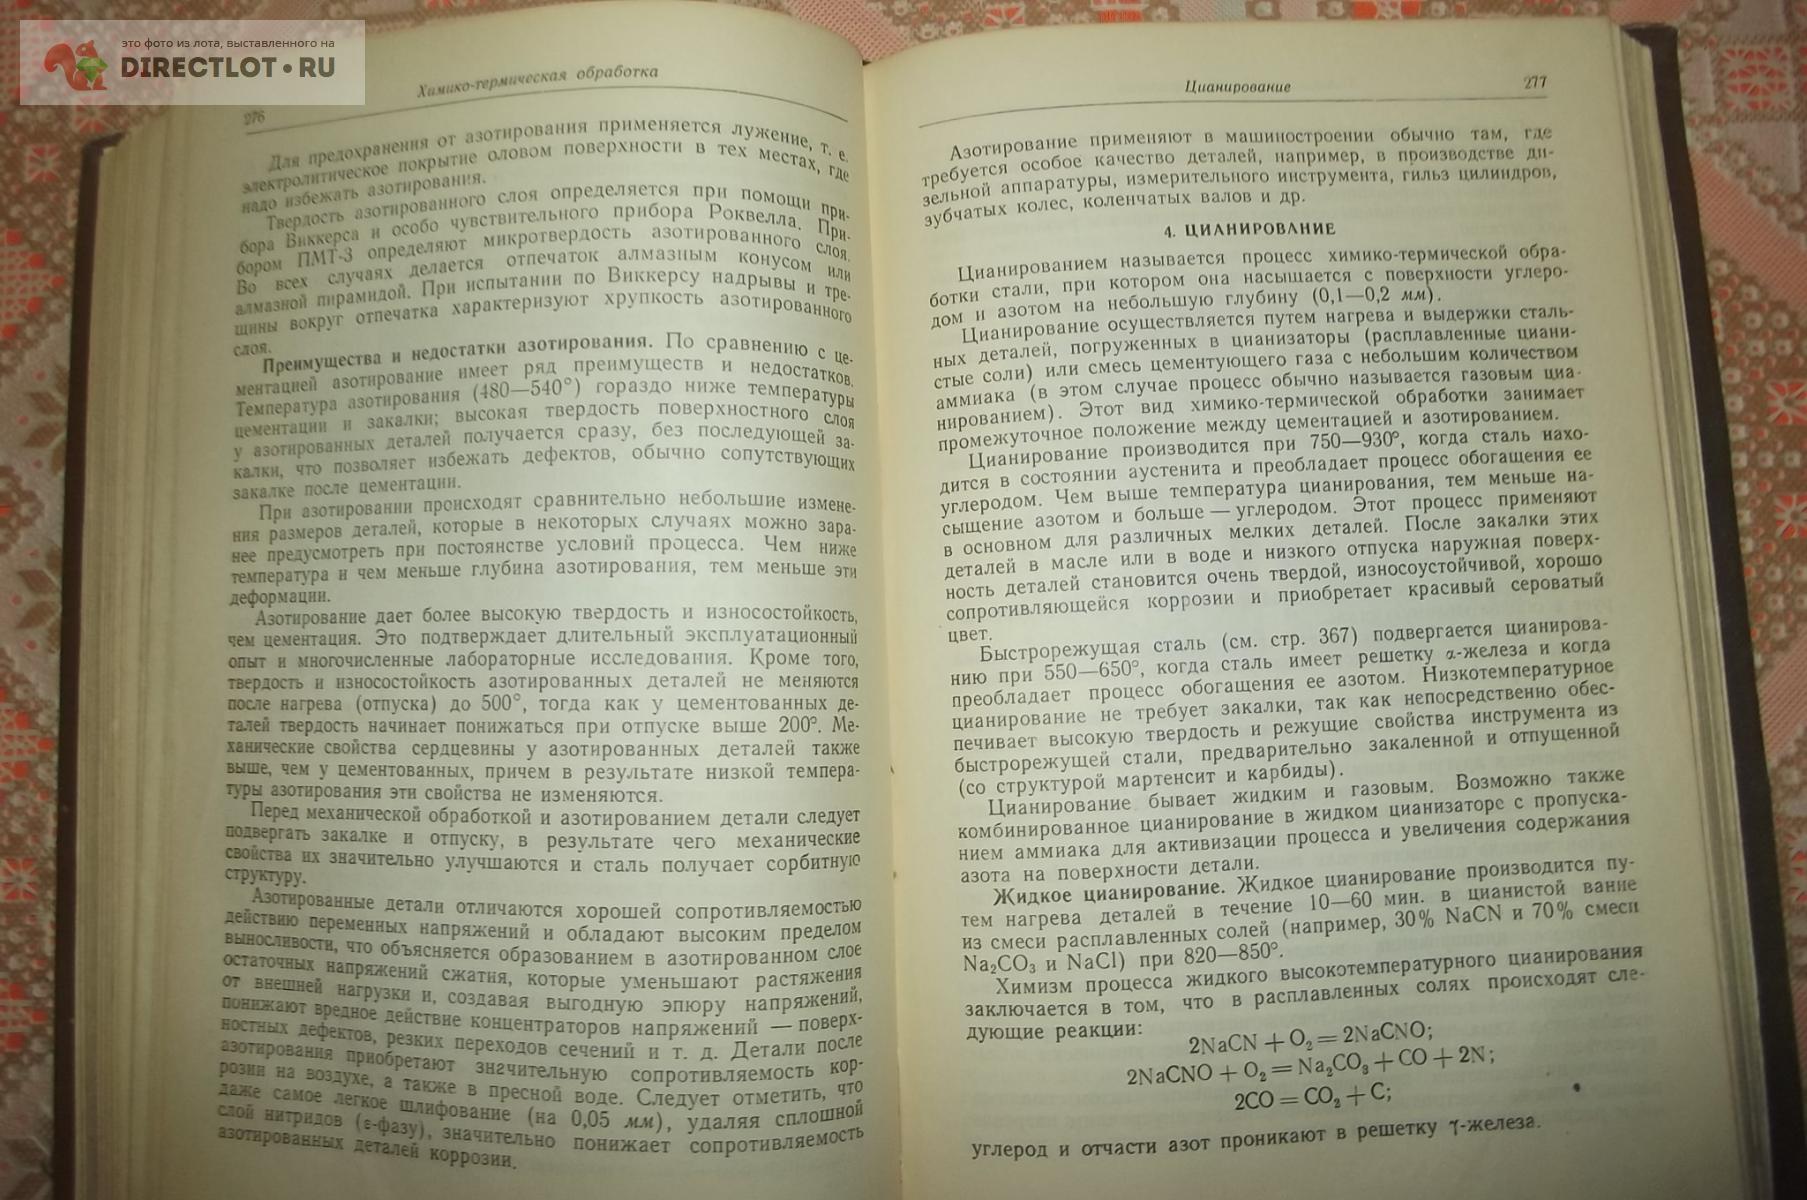 это фото из лота, выставленного на
DIRECTLOT•RU
Химико-термическая обработка
276
Для предохранения от азотирования применяется лужение, т. е.
электролитическое покрытие оловом поверхности в тех местах, где
надо избежать азотирования.
Твердость азотированного слоя определяется при помощи при-
бора Виккерса и особо чувствительного прибора Роквелла. При-
бором ПМТ-3 определяют микротвердость азотированного слоя.
Во всех случаях делается отпечаток алмазным конусом или
алмазной пирамидой. При испытании по Виккерсу надрывы и тре-
щины вокруг отпечатка характеризуют хрупкость азотированного
слоя.
Преимущества и недостатки азотирования. По сравнению с це-
ментацией азотирование имеет ряд преимуществ и недостатков.
Температура азотирования (480—540°) гораздо ниже температуры
цементации и закалки; высокая твердость поверхностного слоя
у азотированных деталей получается сразу, без последующей за-
калки, что позволяет избежать дефектов, обычно сопутствующих
закалке после цементации.
При азотировании происходят сравнительно небольшие измене-
ния размеров деталей, которые в некоторых случаях можно зара-
нее предусмотреть при постоянстве условий процесса. Чем ниже
температура и чем меньше глубина азотирования, тем меньше эти
деформации.
Азотирование дает более высокую твердость и износостойкость,
чем цементация. Это подтверждает длительный эксплуатационный
опыт и многочисленные лабораторные исследования. Кроме того,
твердость и износостойкость азотированных деталей не меняются
после нагрева (отпуска) до 500°, тогда как у цементованных де-
талей твердость начинает понижаться при отпуске выше 200°. Ме-
ханические свойства сердцевины у азотированных деталей также
выше, чем у цементованных, причем в результате низкой темпера-
туры азотирования эти свойства не изменяются.
Перед механической обработкой и азотированием детали следует
подвергать закалке и отпуску, в результате чего механические
свойства их значительно улучшаются и сталь получает сорбитную
структуру.
Азотированные детали отличаются хорошей сопротивляемостью
действию переменных напряжений и обладают высоким пределом
выносливости, что объясняется образованием в азотированном слое
остаточных напряжений сжатия, которые уменьшают растяжения
от внешней нагрузки и, создавая выгодную эпюру напряжений,
понижают вредное действие концентраторов напряжений — поверх-
ностных дефектов, резких переходов сечений и т. д. Детали после
азотирования приобретают значительную сопротивляемость кор-
розии на воздухе, а также в пресной воде. Следует отметить, что
даже самое легкое шлифование (на 0,05 мм), удаляя сплошной
слой нитридов (ε-фазу), значительно понижает сопротивляемость
азотированных деталей коррозии.
Цианирование
277
Азотирование применяют в машиностроении обычно там, где
требуется особое качество деталей, например, в производстве ди-
зельной аппаратуры, измерительного инструмента, гильз цилиндров,
зубчатых колес, коленчатых валов и др.
4. ЦИАНИРОВАНИЕ
Цианированием называется процесс химико-термической обра-
ботки стали, при котором она насыщается с поверхности углеро-
дом и азотом на небольшую глубину (0,1—0,2 мм).
Цианирование осуществляется путем нагрева и выдержки сталь-
ных деталей, погруженных в цианизаторы (расплавленные циани-
стые соли) или смесь цементующего газа с небольшим количеством
аммиака (в этом случае процесс обычно называется газовым циа-
нированием). Этот вид химико-термической обработки занимает
промежуточное положение между цементацией и азотированием.
Цианирование производится при 750—930°, когда сталь нахо-
дится в состоянии аустенита и преобладает процесс обогащения ее
углеродом. Чем выше температура цианирования, тем меньше на-
сыщение азотом и больше — углеродом. Этот процесс применяют
в основном для различных мелких деталей. После закалки этих
деталей в масле или в воде и низкого отпуска наружная поверх-
ность деталей становится очень твердой, износоустойчивой, хорошо
сопротивляющейся коррозии и приобретает красивый сероватый
цвет.
Быстрорежущая сталь (см. стр. 367) подвергается цианирова-
нию при 550—650°, когда сталь имеет решетку α-железа и когда
преобладает процесс обогащения ее азотом. Низкотемпературное
цианирование не требует закалки, так как непосредственно обес-
печивает высокую твердость и режущие свойства инструмента из
быстрорежущей стали, предварительно закаленной и отпущенной
(со структурой мартенсит и карбиды).
Цианирование бывает жидким и газовым. Возможно также
комбинированное цианирование в жидком цианизаторе с пропуска-
нием аммиака для активизации процесса и увеличения содержания
азота на поверхности детали.
Жидкое цианирование. Жидкое цианирование производится пу-
тем нагрева деталей в течение 10—60 мин. в цианистой ванне
из смеси расплавленных солей (например, 30% NaCN и 70% смеси
Na₂CO₃ и NaCl) при 820—850°.
Химизм процесса жидкого высокотемпературного цианирования
заключается в том, что в расплавленных солях происходят сле-
дующие реакции:
2NaCN + O₂ = 2NaCNO;
2NaCNO + O₂ = Na₂CO₃ + CO + 2N;
2CO = CO₂ + C;
углерод и отчасти азот проникают в решетку γ-железа.